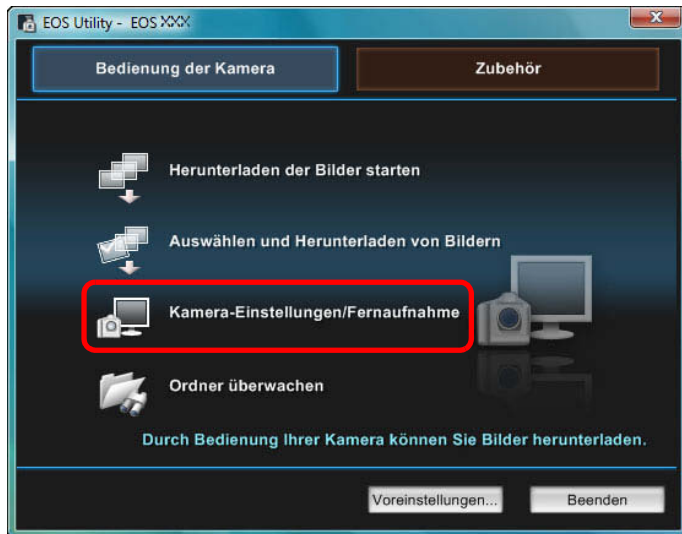 EOS Utility - EOS XXX
Bedienung der Kamera
Zubehör
Herunterladen der Bilder starten
Auswählen und Herunterladen von Bildern
Kamera-Einstellungen/Fernaufnahme
Ordner überwachen
Durch Bedienung Ihrer Kamera können Sie Bilder herunterladen.
Voreinstellungen...
Beenden